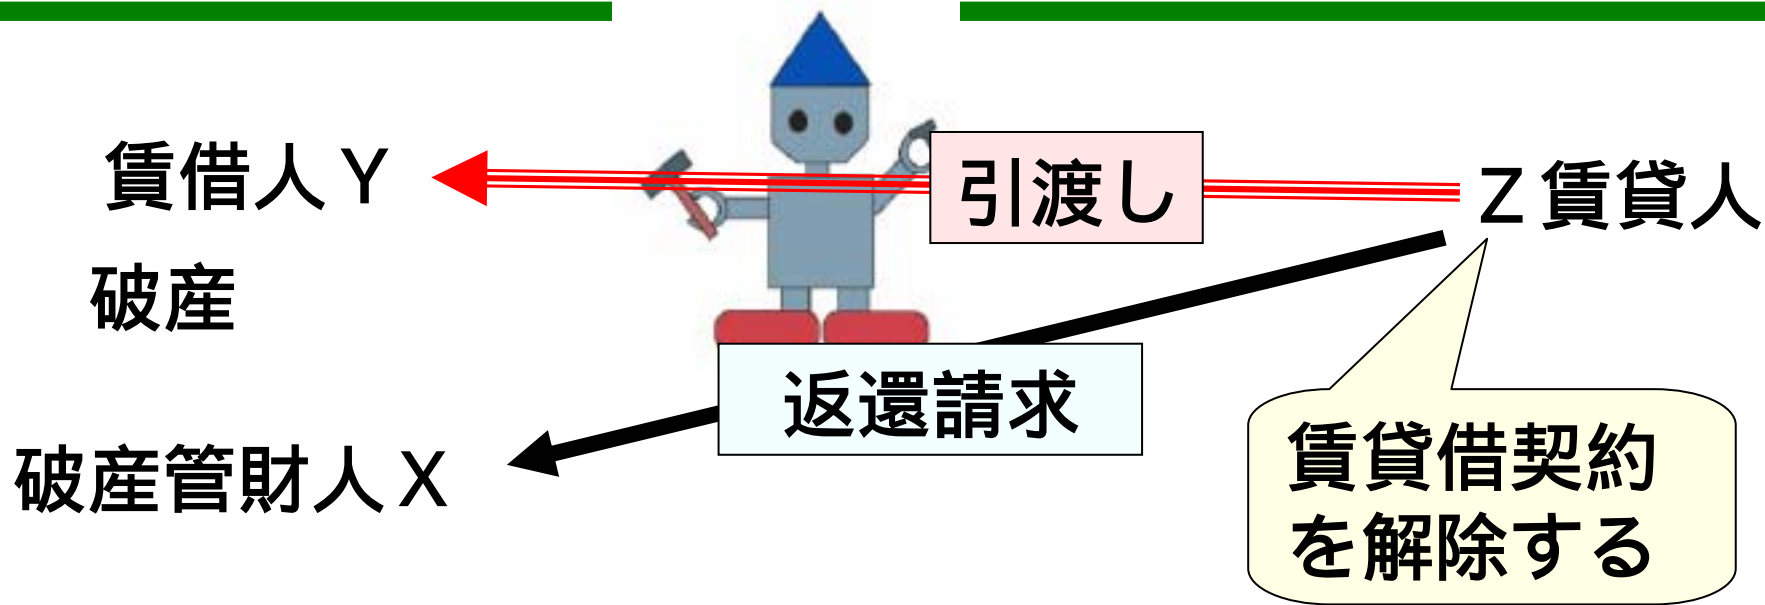 賃借人Y
引渡し
Z賃貸人
破産
返還請求
破産管財人X
賃貸借契約
を解除する